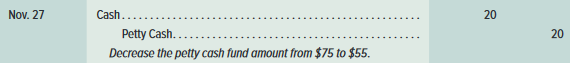 Nov. 27 Cash..................................................... 20
Petty Cash............................................ 20
Decrease the petty cash fund amount from $75 to $55.